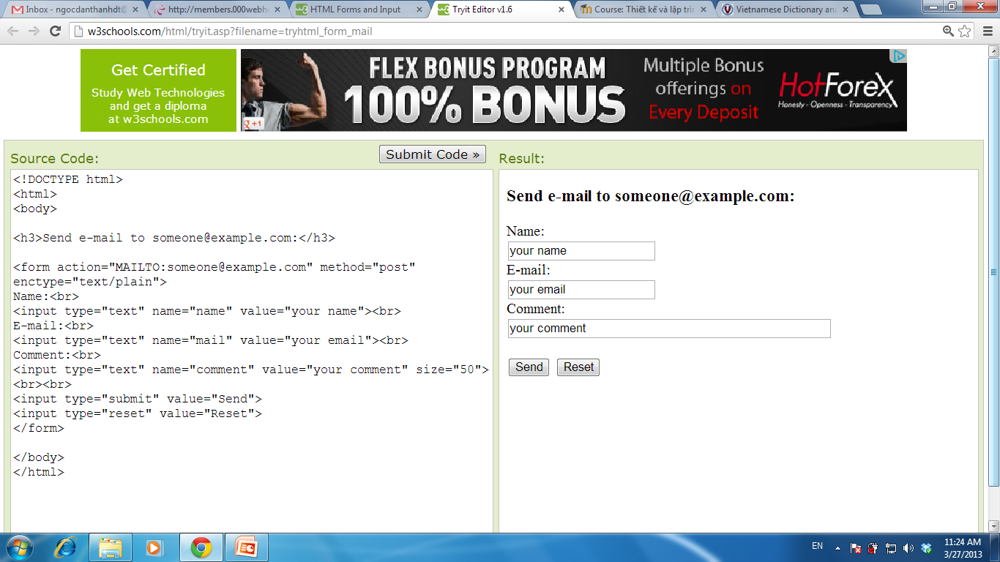 Inbox - ngocdanthanhdt@
http://members.000webh
HTML Forms and Input
Tryit Editor v1.6
Course: Thiết kế và lập trìn
Vietnamese Dictionary and
w3schools.com/html/tryit.asp?filename=tryhtml_form_mail
Get Certified
Study Web Technologies
and get a diploma
at w3schools.com
g +1
FLEX BONUS PROGRAM
100% BONUS
Multiple Bonus
offerings on
Every Deposit
HotForex
Honesty - Openness - Transparency
Source Code:
Submit Code »
Result:
<!DOCTYPE html>
<html>
<body>
<h3>Send e-mail to someone@example.com:</h3>
<form action="MAILTO:someone@example.com" method="post"
enctype="text/plain">
Name:<br>
<input type="text" name="name" value="your name"><br>
E-mail:<br>
<input type="text" name="mail" value="your email"><br>
Comment:<br>
<input type="text" name="comment" value="your comment" size="50">
<br><br>
<input type="submit" value="Send">
<input type="reset" value="Reset">
</form>
</body>
</html>
Send e-mail to someone@example.com:
Name:
your name
E-mail:
your email
Comment:
your comment
Send Reset
EN
11:24 AM
3/27/2013